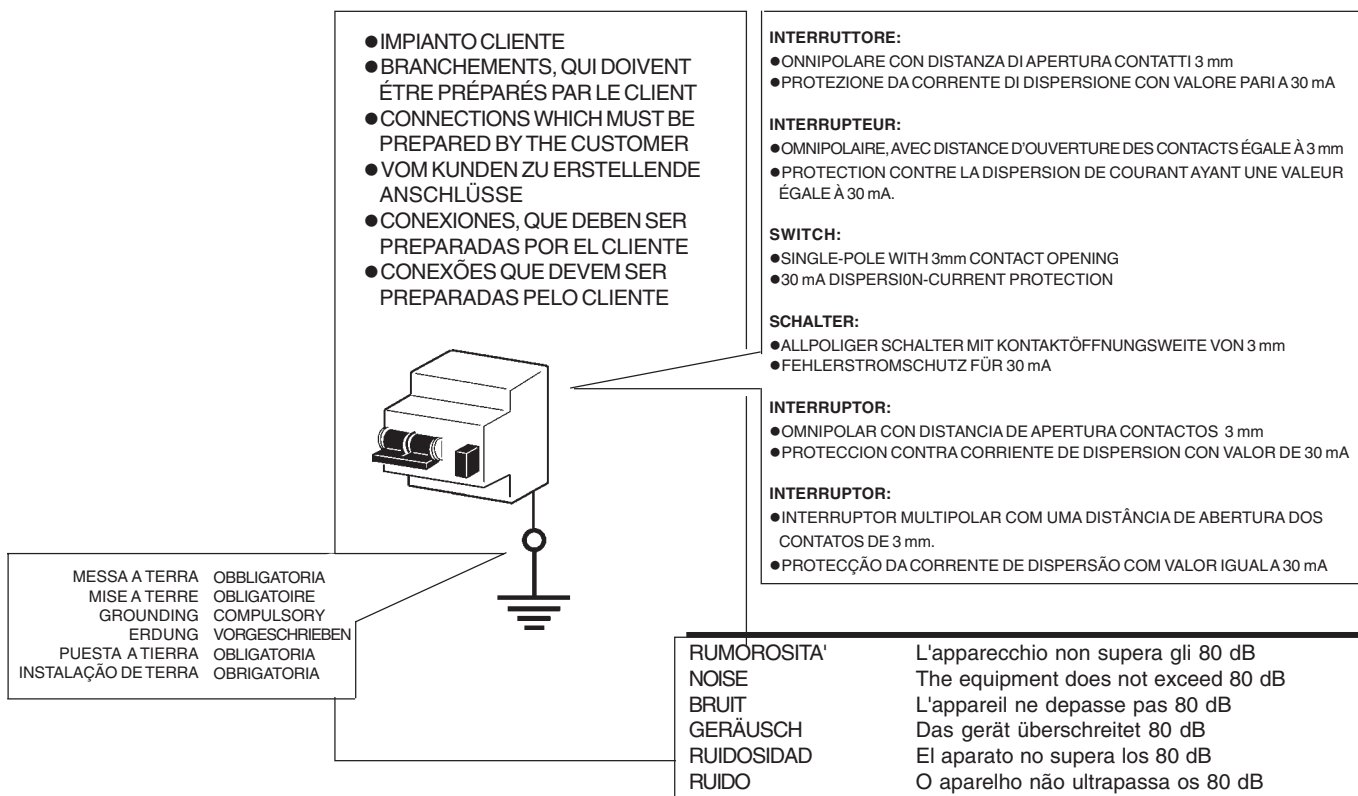 ●IMPIANTO CLIENTE
●BRANCHEMENTS, QUI DOIVENT
ÉTRE PRÉPARÉS PAR LE CLIENT
●CONNECTIONS WHICH MUST BE
PREPARED BY THE CUSTOMER
●VOM KUNDEN ZU ERSTELLENDE
ANSCHLÜSSE
●CONEXIONES, QUE DEBEN SER
PREPARADAS POR EL CLIENTE
●CONEXÕES QUE DEVEM SER
PREPARADAS PELO CLIENTE
INTERRUTTORE:
●ONNIPOLARE CON DISTANZA DI APERTURA CONTATTI 3 mm
●PROTEZIONE DA CORRENTE DI DISPERSIONE CON VALORE PARI A 30 mA
INTERRUPTEUR:
●OMNIPOLAIRE, AVEC DISTANCE D'OUVERTURE DES CONTACTS ÉGALE À 3 mm
●PROTECTION CONTRE LA DISPERSION DE COURANT AYANT UNE VALEUR
ÉGALE À 30 mA.
SWITCH:
●SINGLE-POLE WITH 3mm CONTACT OPENING
●30 mA DISPERSI0N-CURRENT PROTECTION
SCHALTER:
●ALLPOLIGER SCHALTER MIT KONTAKTÖFFNUNGSWEITE VON 3 mm
●FEHLERSTROMSCHUTZ FÜR 30 mA
INTERRUPTOR:
●OMNIPOLAR CON DISTANCIA DE APERTURA CONTACTOS 3 mm
●PROTECCION CONTRA CORRIENTE DE DISPERSION CON VALOR DE 30 mA
INTERRUPTOR:
●INTERRUPTOR MULTIPOLAR COM UMA DISTÂNCIA DE ABERTURA DOS
CONTATOS DE 3 mm.
●PROTECÇÃO DA CORRENTE DE DISPERSÃO COM VALOR IGUAL A 30 mA
MESSA A TERRA OBBLIGATORIA
MISE A TERRE OBLIGATOIRE
GROUNDING COMPULSORY
ERDUNG VORGESCHRIEBEN
PUESTA A TIERRA OBLIGATORIA
INSTALAÇÃO DE TERRA OBRIGATORIA
RUMOROSITA' L'apparecchio non supera gli 80 dB
NOISE The equipment does not exceed 80 dB
BRUIT L'appareil ne depasse pas 80 dB
GERÄUSCH Das gerät überschreitet 80 dB
RUIDOSIDAD El aparato no supera los 80 dB
RUIDO O aparelho não ultrapassa os 80 dB